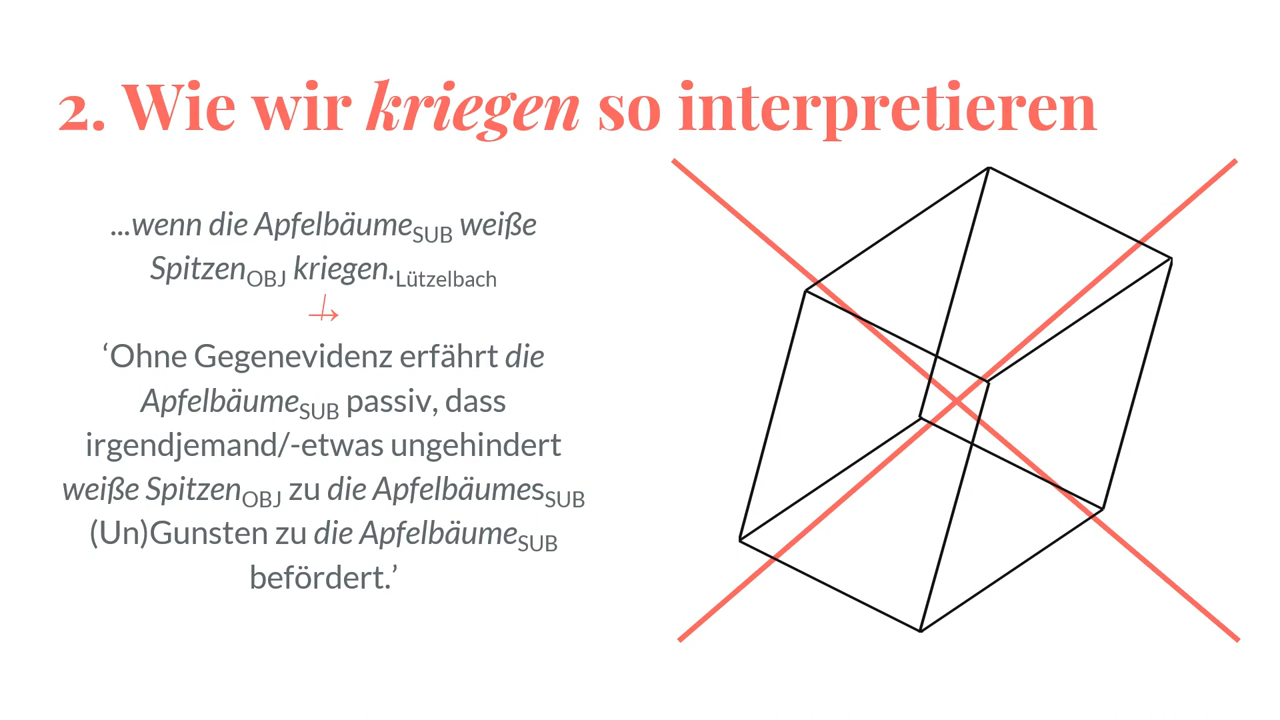 2. Wie wir kriegen so interpretieren
...wenn die ApfelbäumeSUB weiße
SpitzenOBJ kriegen.Lützelbach
↛
‘Ohne Gegenevidenz erfährt die
ApfelbäumeSUB passiv, dass
irgendjemand/-etwas ungehindert
weiße SpitzenOBJ zu die ApfelbäumesSUB
(Un)Gunsten zu die ApfelbäumeSUB
befördert.’